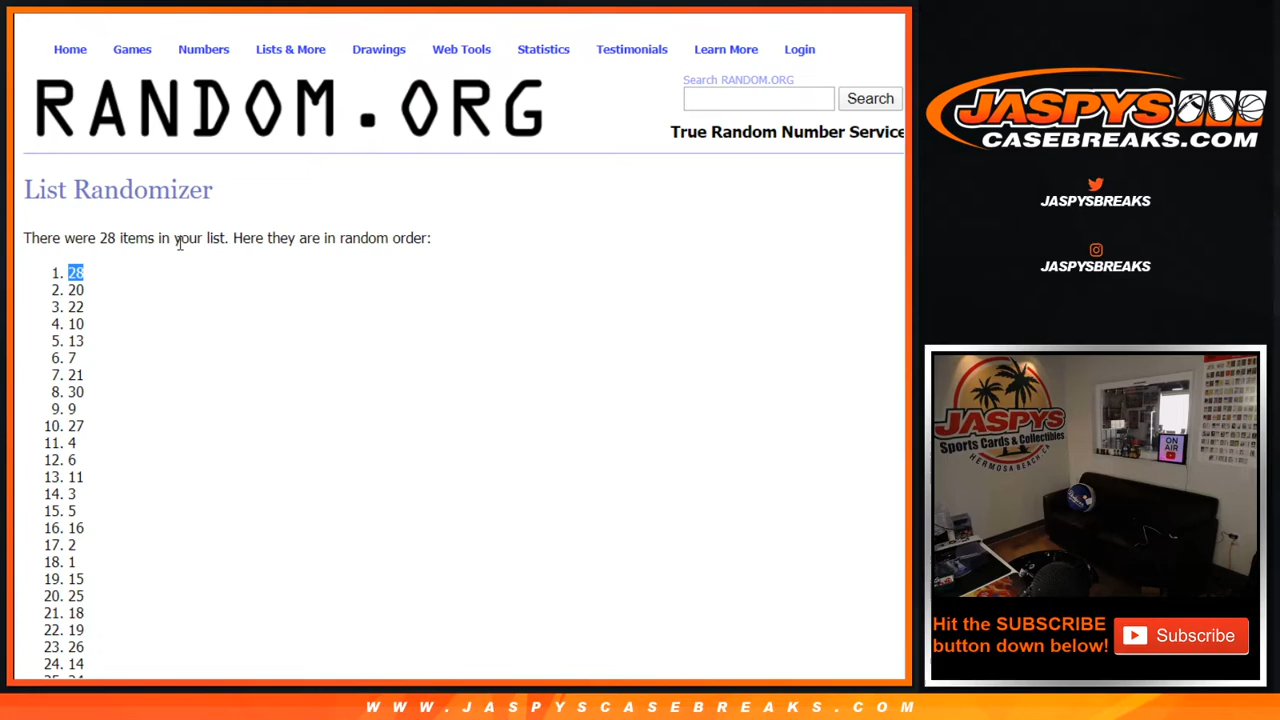 Home Games Numbers Lists & More Drawings Web Tools Statistics Testimonials Learn More Login
RANDOM.ORG
Search RANDOM.ORG
Search
True Random Number Service
List Randomizer
There were 28 items in your list. Here they are in random order:
1. 28
2. 20
3. 22
4. 10
5. 13
6. 7
7. 21
8. 30
9. 9
10. 27
11. 4
12. 6
13. 11
14. 3
15. 5
16. 16
17. 2
18. 1
19. 15
20. 25
21. 18
22. 19
23. 26
24. 14
JASPYS
CASEBREAKS.COM
JASPYSBREAKS
JASPYSBREAKS
JASPYS
Sports Cards & Collectibles
HERMOSA BEACH, CA
ON
AIR
Hit the SUBSCRIBE
button down below!
Subscribe
WWW.JASPYSCASEBREAKS.COM